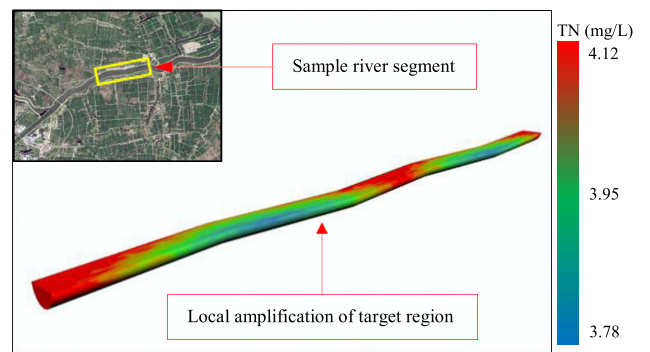 TN (mg/L)
4.12
Sample river segment
3.95
Local amplification of target region
3.78